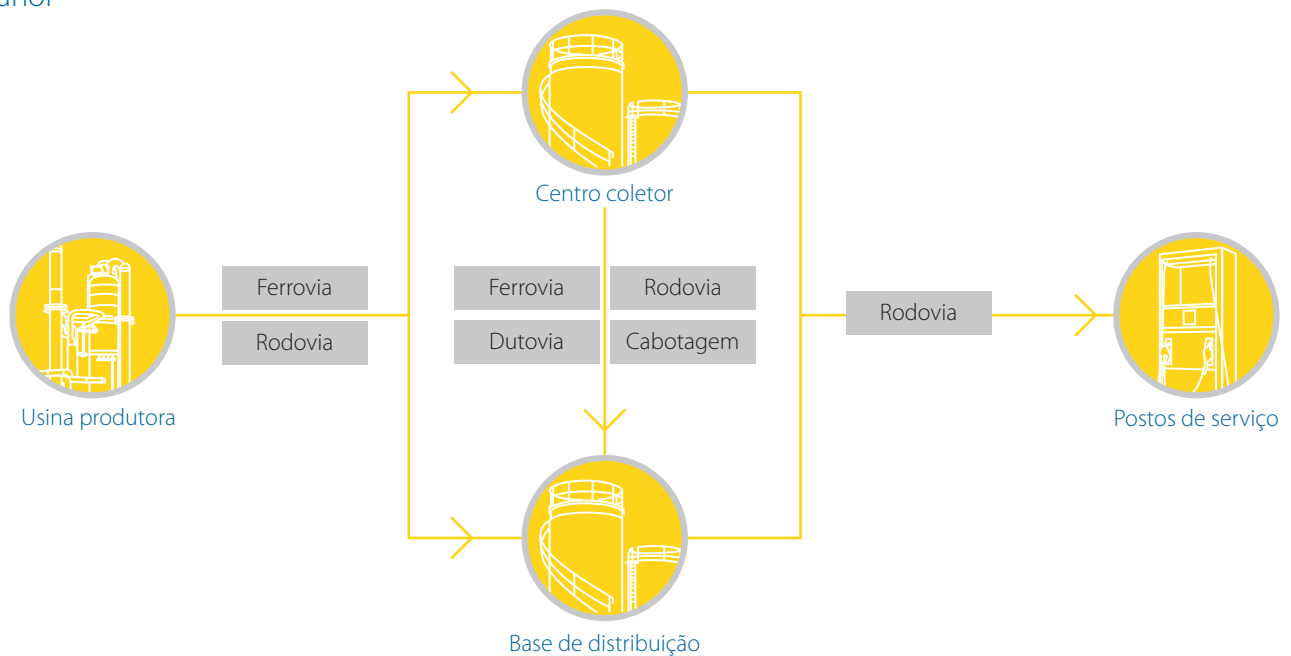 Centro coletor
Ferrovia
Rodovia
Usina produtora
Ferrovia
Rodovia
Dutovia
Cabotagem
Rodovia
Postos de serviço
Base de distribuição